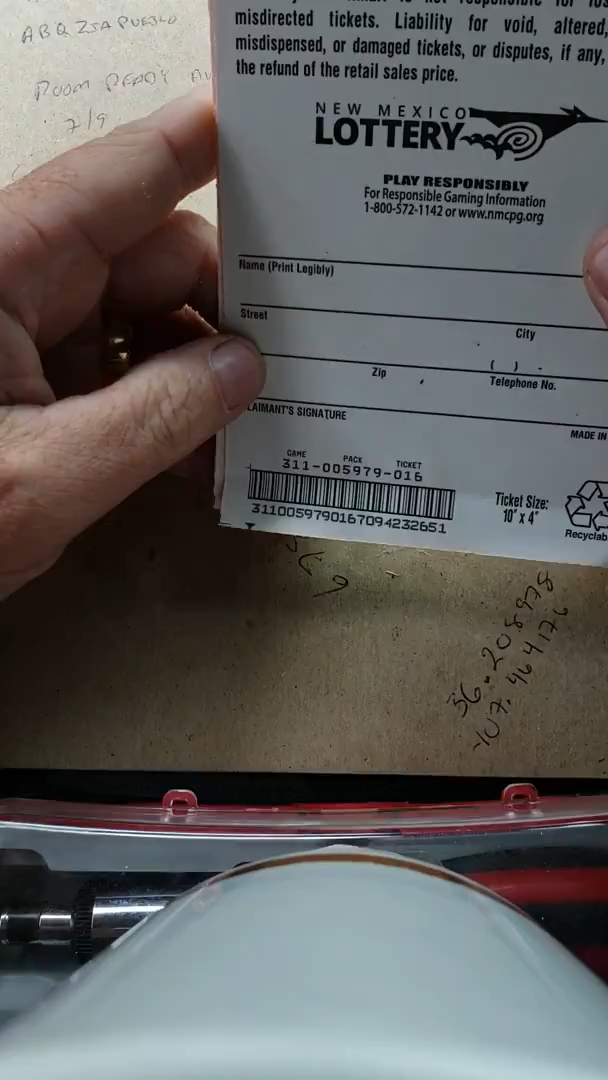 ABQ ZIA PUEBLO
ROOM READY
7/9
misdirected tickets. Liability for void, altered,
misdispensed, or damaged tickets, or disputes, if any,
the refund of the retail sales price.
NEW MEXICO
LOTTERY
PLAY RESPONSIBLY
For Responsible Gaming Information
1-800-572-1142 or www.nmcpg.org
Name (Print Legibly)
Street
City
Zip
( ) -
Telephone No.
LAIMANT'S SIGNATURE
MADE IN
GAME PACK TICKET
311-005979-016
3110059790167094232651
Ticket Size:
10" x 4"
Recyclab
36.208978
107.464176